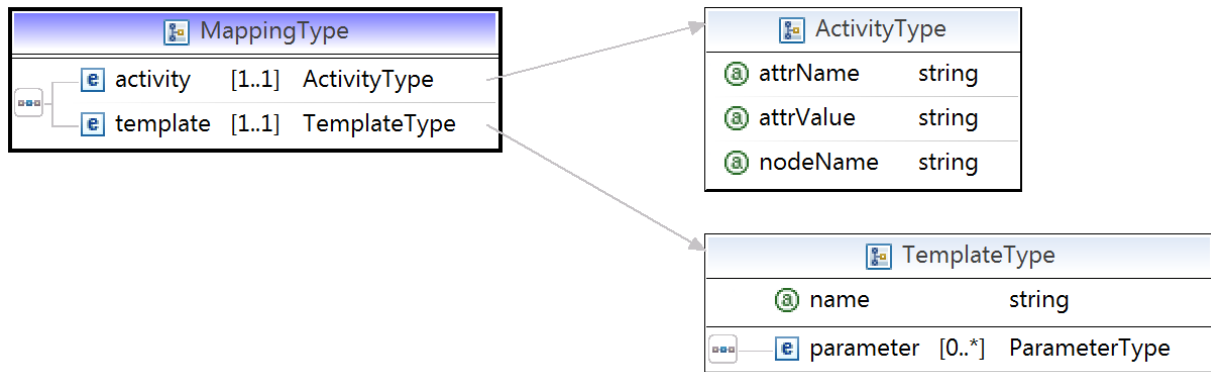 MappingType
e activity [1..1] ActivityType
e template [1..1] TemplateType
ActivityType
a attrName string
a attrValue string
a nodeName string
TemplateType
a name string
e parameter [0..*] ParameterType